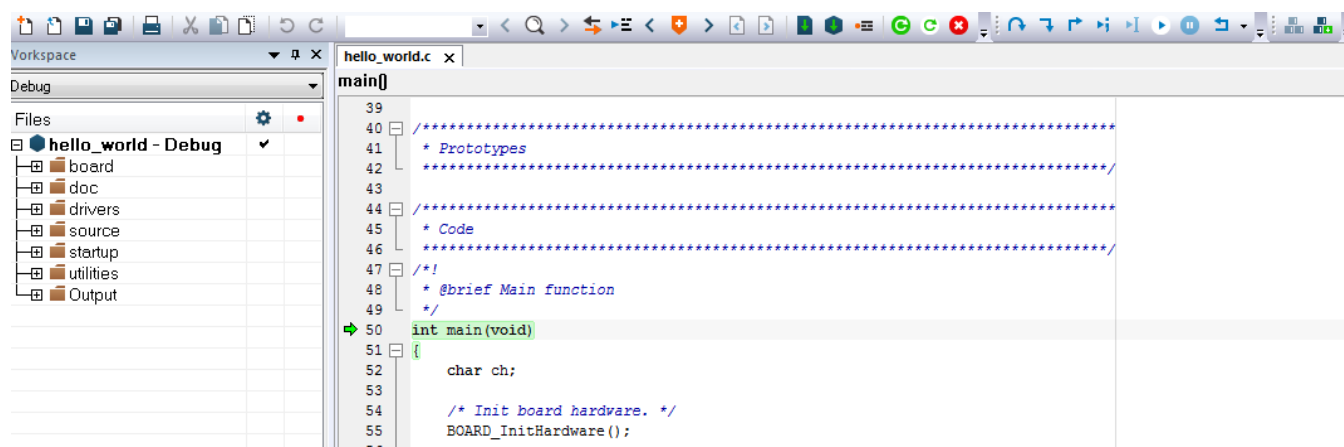 Workspace
Debug
Files
hello_world - Debug
board
doc
drivers
source
startup
utilities
Output
hello_world.c
main()
39
40 /*******************************************************************************
41 * Prototypes
42 ******************************************************************************/
43
44 /*******************************************************************************
45 * Code
46 ******************************************************************************/
47 /*!
48 * @brief Main function
49 */
50 int main(void)
51 {
52 char ch;
53
54 /* Init board hardware. */
55 BOARD_InitHardware();